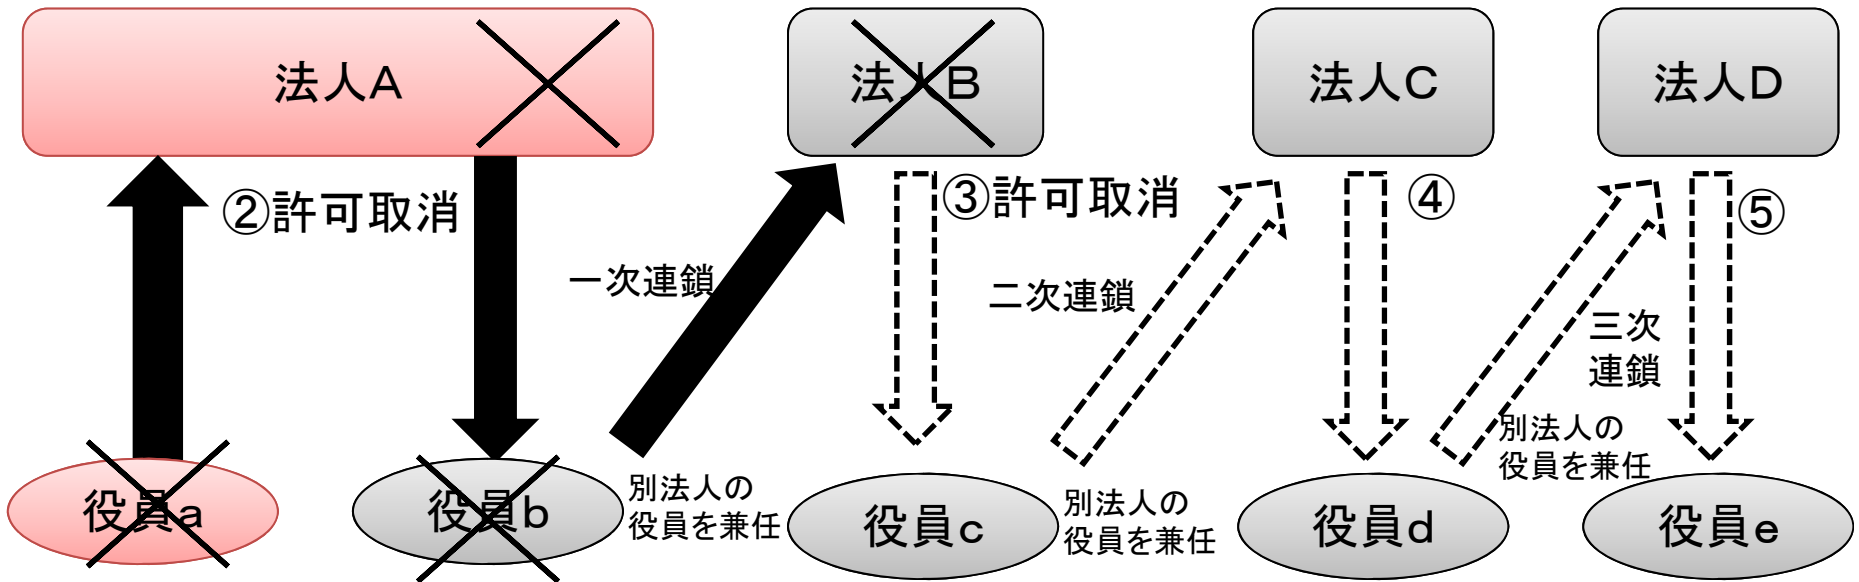 法人A
法人B
法人C
法人D
②許可取消
③許可取消
④
⑤
一次連鎖
二次連鎖
三次
連鎖
役員a
役員b
別法人の
役員を兼任
役員c
別法人の
役員を兼任
役員d
別法人の
役員を兼任
役員e